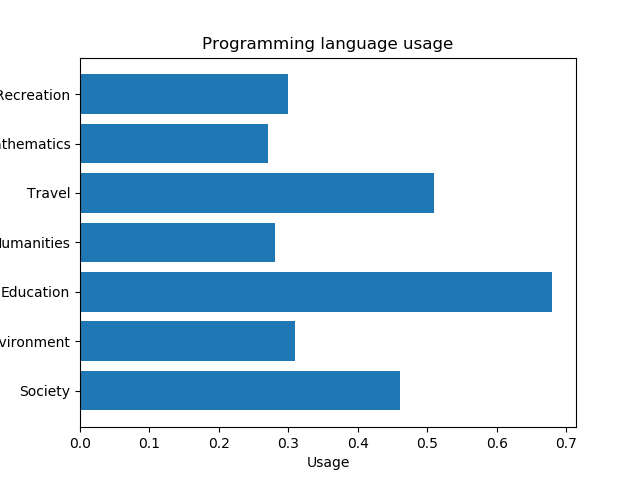 Programming language usage
Recreation
athematics
Travel
Humanities
Education
vironment
Society
0.0 0.1 0.2 0.3 0.4 0.5 0.6 0.7
Usage